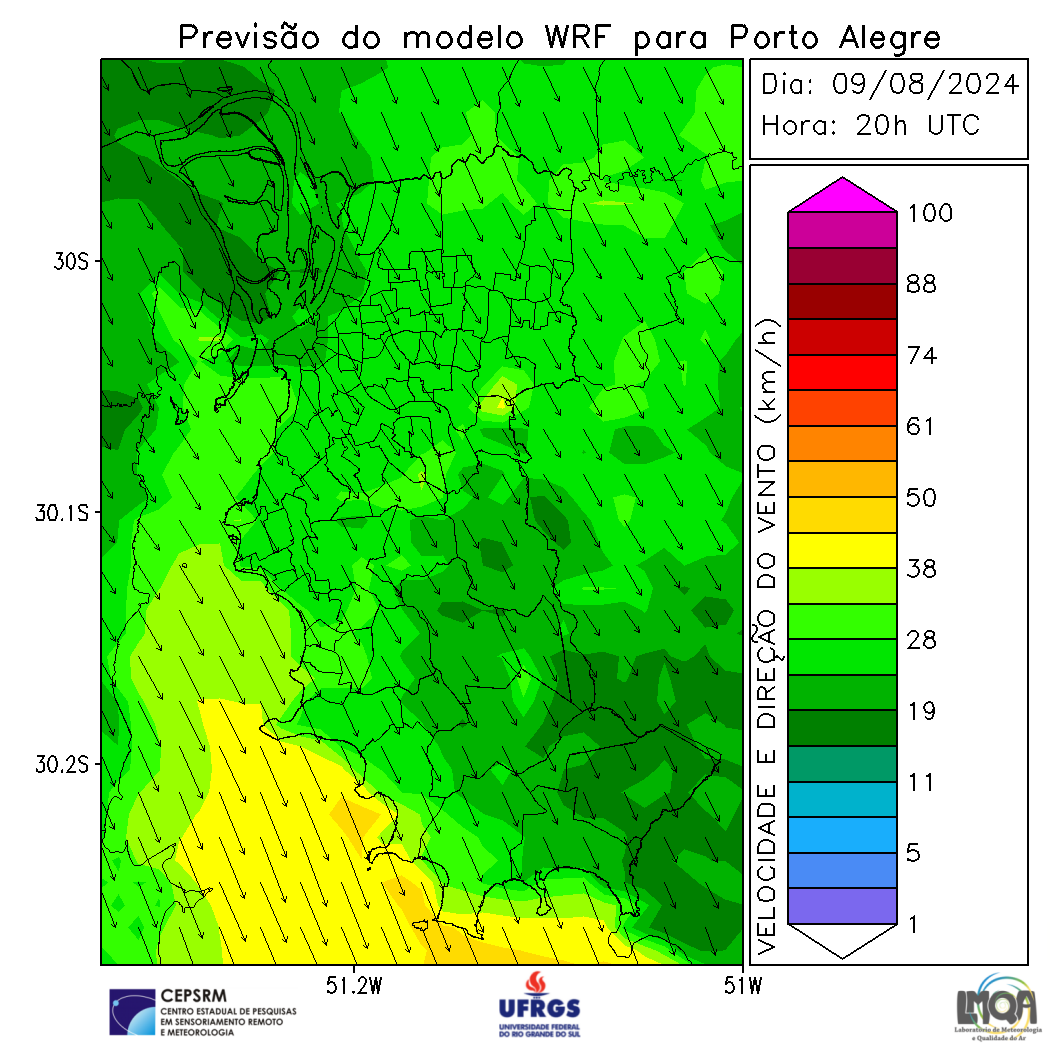 Previsão do modelo WRF para Porto Alegre
Dia: 09/08/2024
Hora: 20h UTC
30S
30.1S
30.2S
51.2W
51W
VELOCIDADE E DIREÇÃO DO VENTO (km/h)
100
88
74
61
50
38
28
19
11
5
1
CEPSRM
CENTRO ESTADUAL DE PESQUISAS
EM SENSORIAMENTO REMOTO
E METEOROLOGIA
UFRGS
UNIVERSIDADE FEDERAL
DO RIO GRANDE DO SUL
LMQA
Laboratório de Meteorologia
e Qualidade do Ar